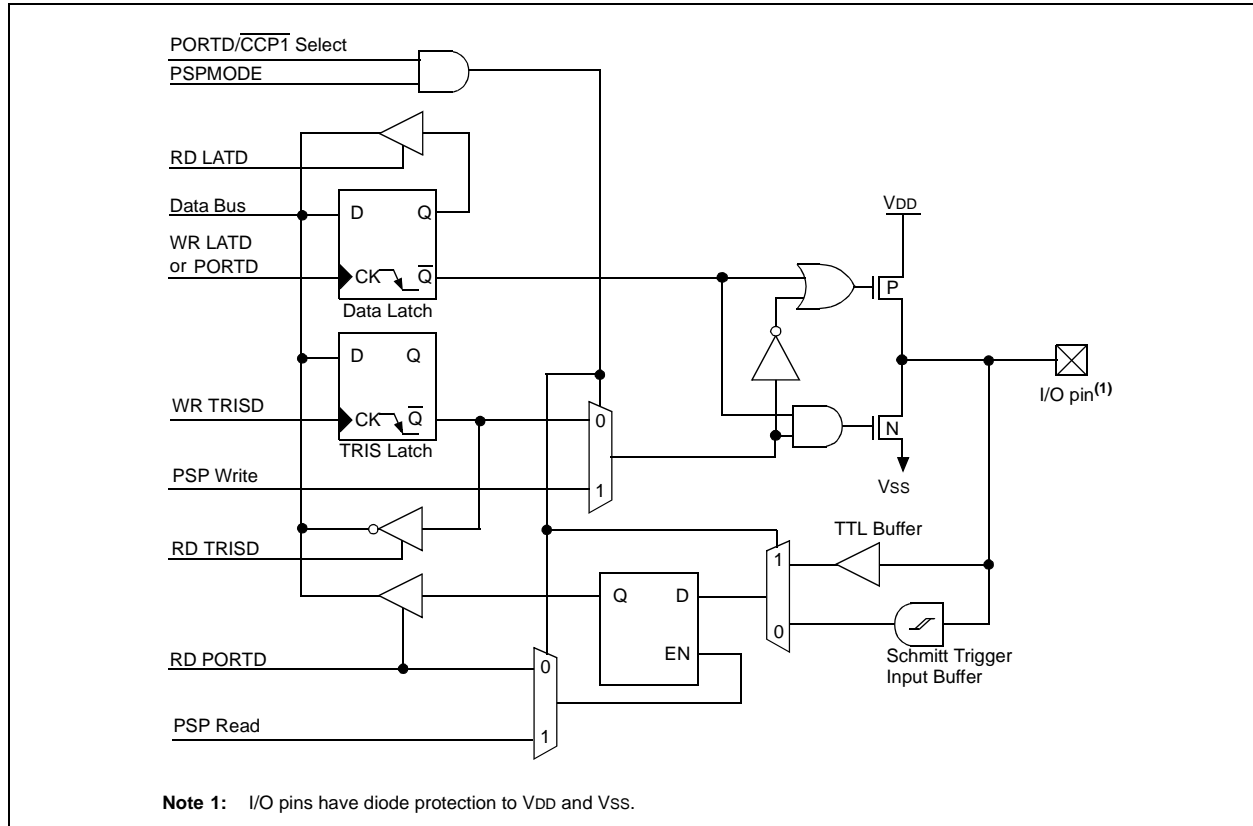 PORTD/CCP1 Select
PSPMODE
RD LATD
Data Bus
WR LATD
or PORTD
D Q
CK Q
Data Latch
D Q
WR TRISD
CK Q
TRIS Latch
PSP Write
RD TRISD
0
1
VDD
P
N
VSS
I/O pin(1)
TTL Buffer
1
0
Q D
EN
Schmitt Trigger
Input Buffer
RD PORTD
PSP Read
0
1
Note 1: I/O pins have diode protection to VDD and VSS.